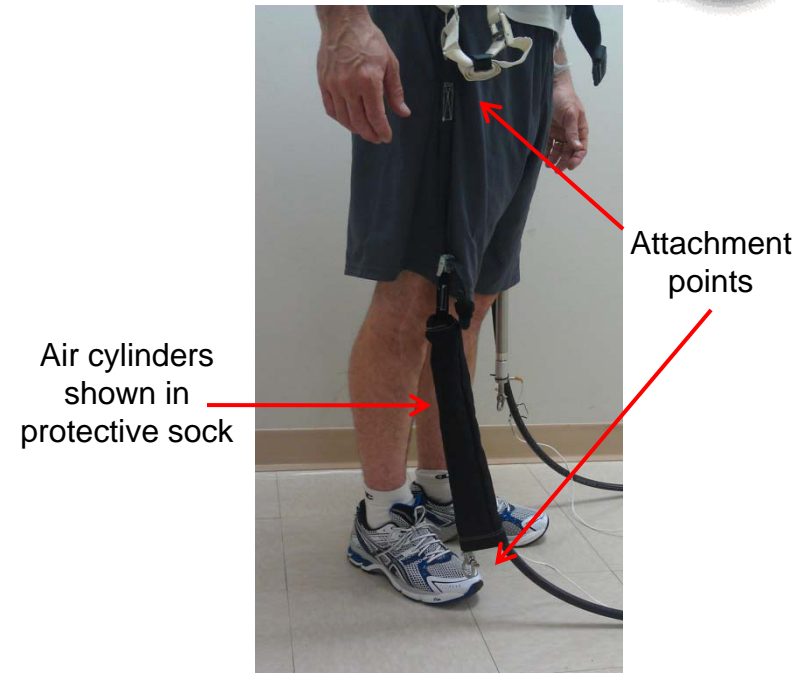 Attachment
points
Air cylinders
shown in
protective sock